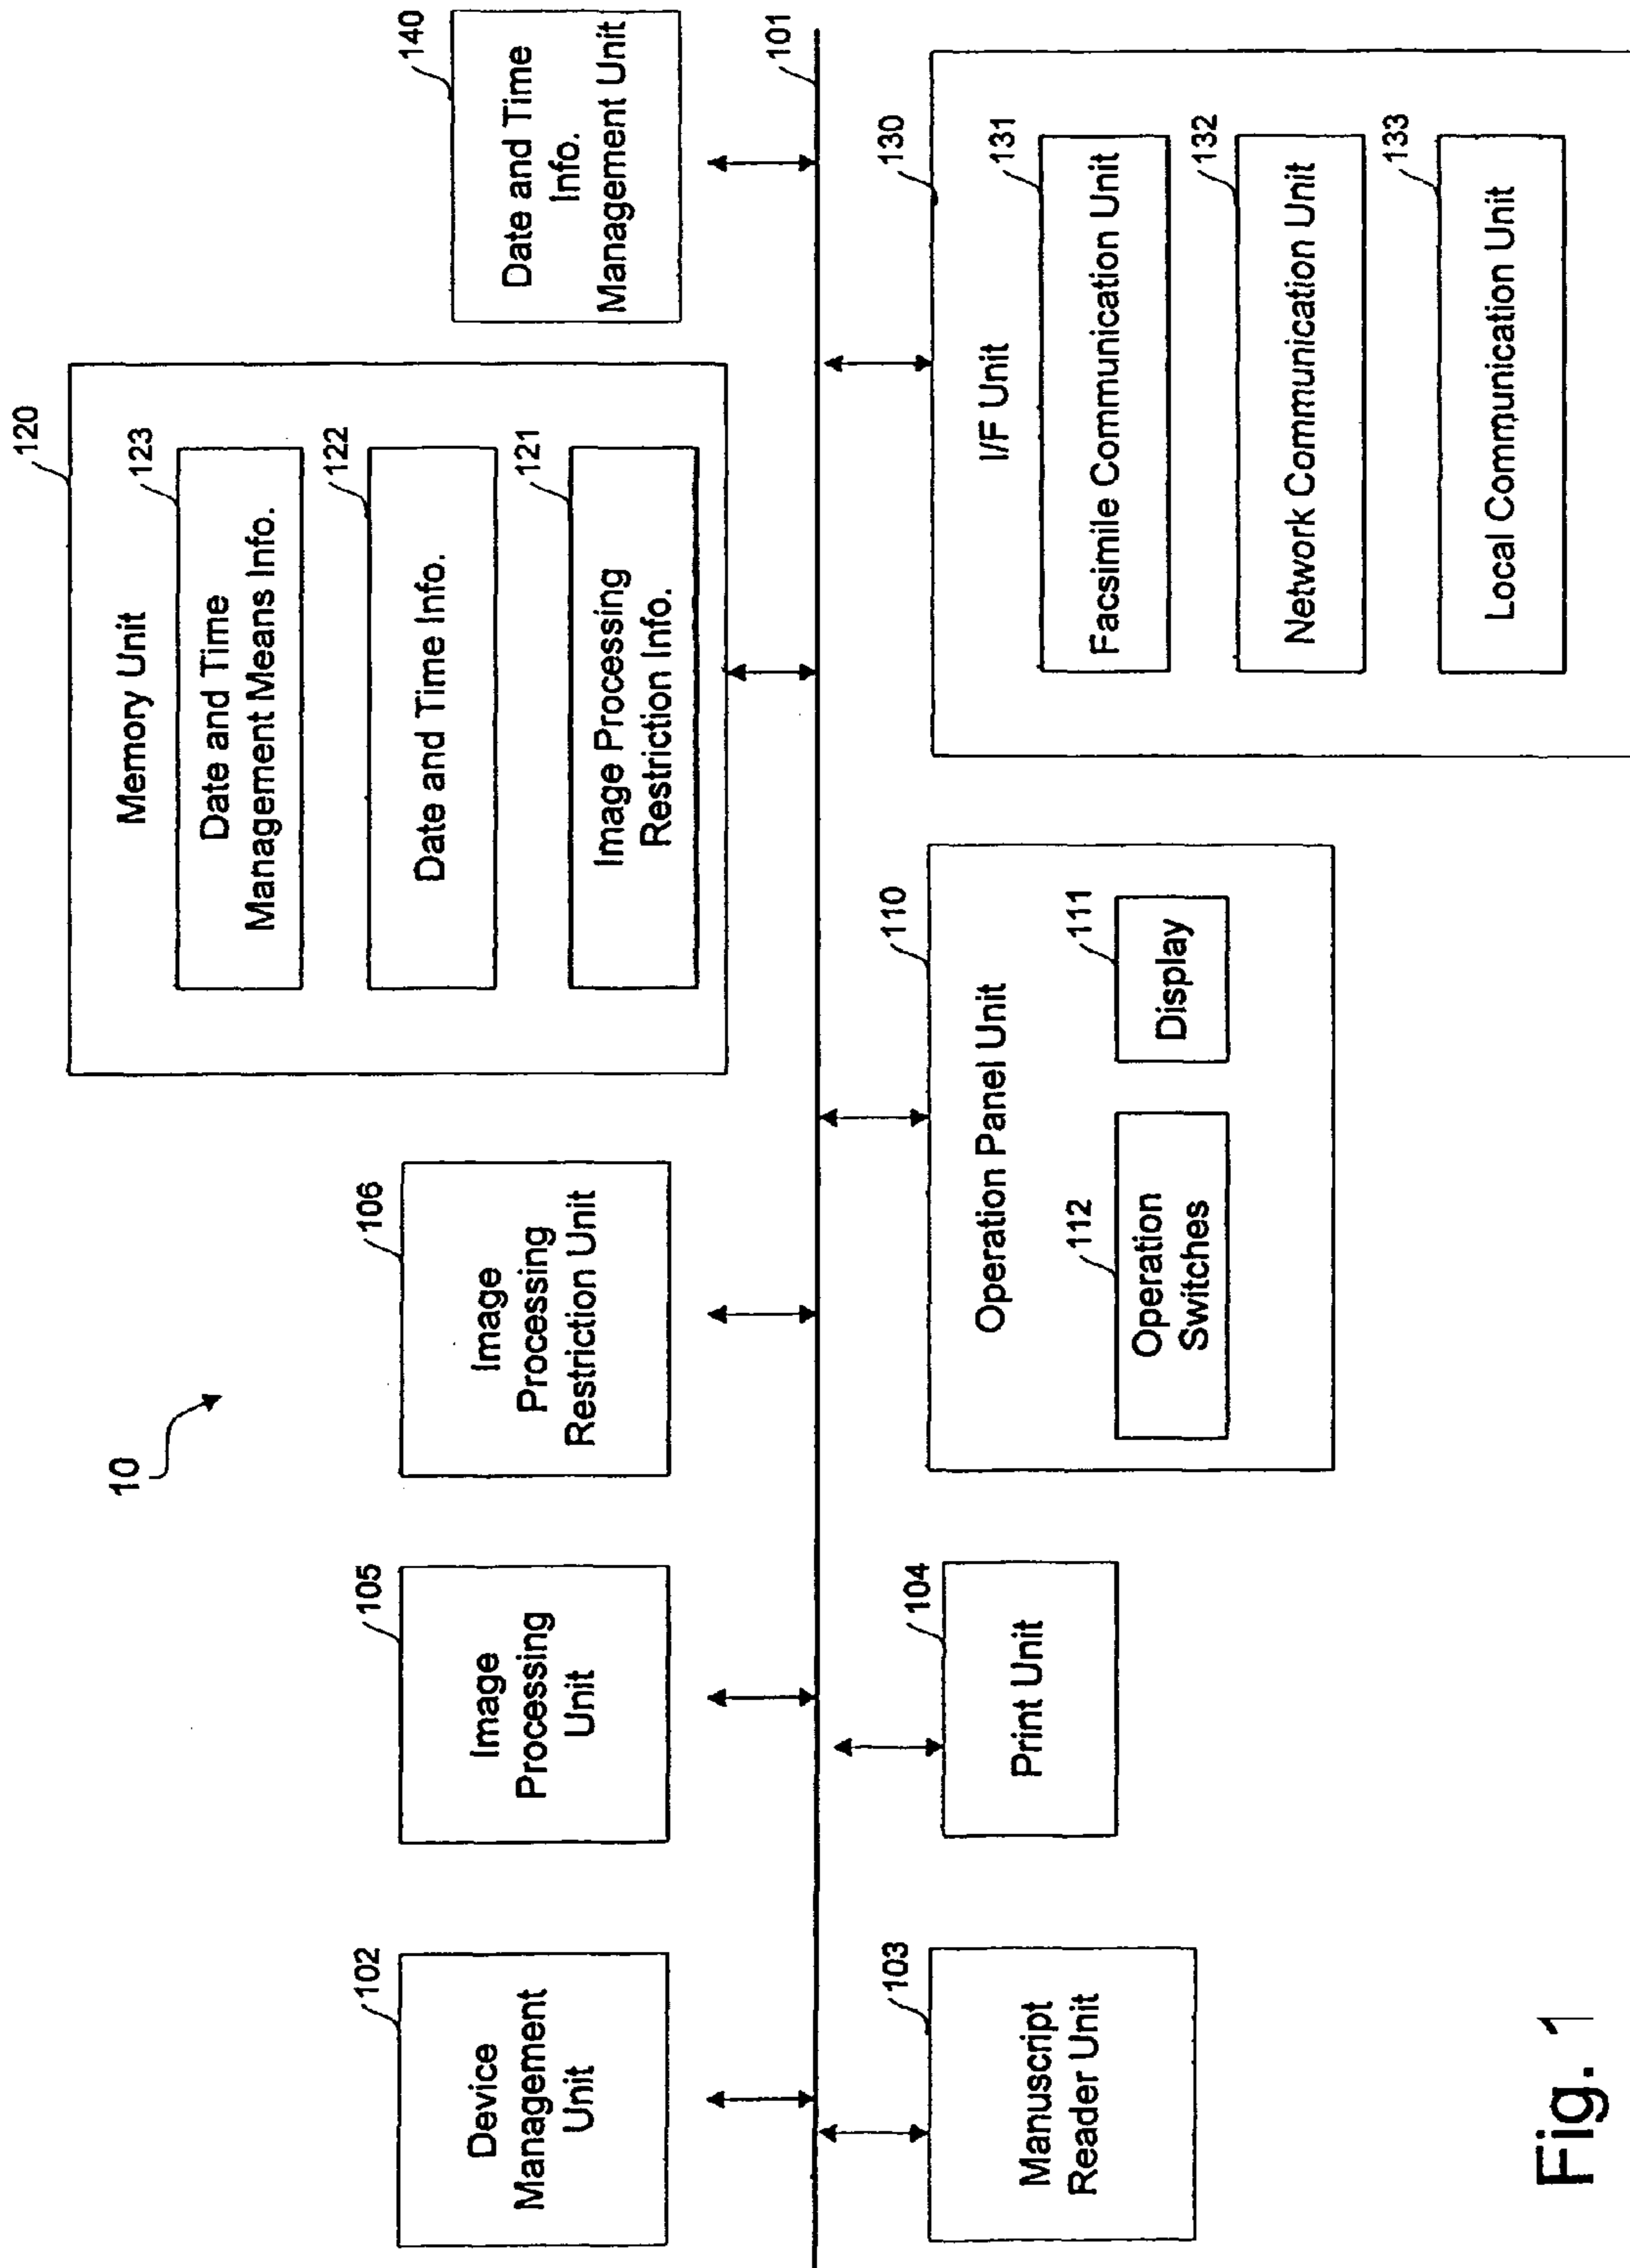 10
102
Device
Management
Unit
105
Image
Processing
Unit
106
Image
Processing
Restriction Unit
120
Memory Unit
123
Date and Time
Management Means Info.
122
Date and Time Info.
121
Image Processing
Restriction Info.
140
Date and Time
Info.
Management Unit
101
103
Manuscript
Reader Unit
104
Print Unit
110
Operation Panel Unit
112
Operation
Switches
111
Display
130
I/F Unit
131
Facsimile Communication Unit
132
Network Communication Unit
133
Local Communication Unit
Fig. 1